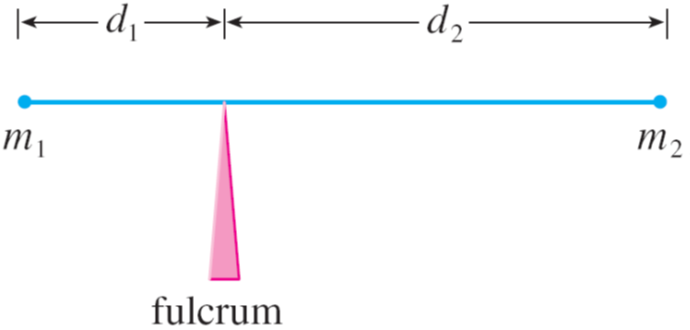 d₁ d₂
m₁ m₂
fulcrum